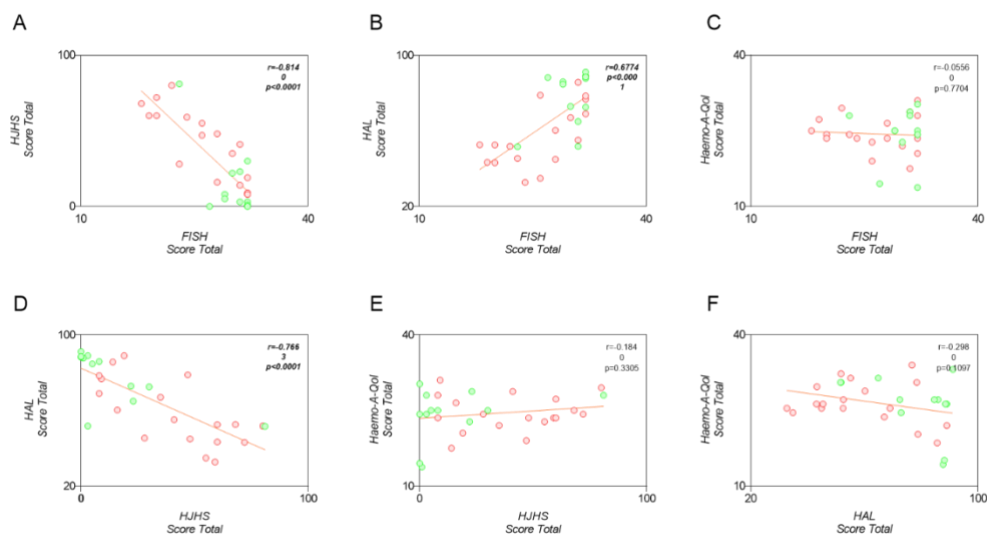 A
B
C
100
HJHS
Score Total
0
10
40
FISH
Score Total
r=-0.814
0
p<0.0001
100
HAL
Score Total
20
10
40
FISH
Score Total
r=0.6774
p<0.000
1
40
Haemo-A-Qol
Score Total
10
10
40
FISH
Score Total
r=-0.0556
0
p=0.7704
D
E
F
100
HAL
Score Total
20
0
100
HJHS
Score Total
r=-0.766
3
p<0.0001
40
Haemo-A-Qol
Score Total
10
0
100
HJHS
Score Total
r=-0.184
0
p=0.3305
40
Haemo-A-Qol
Score Total
10
20
100
HAL
Score Total
r=-0.298
0
p=0.1097